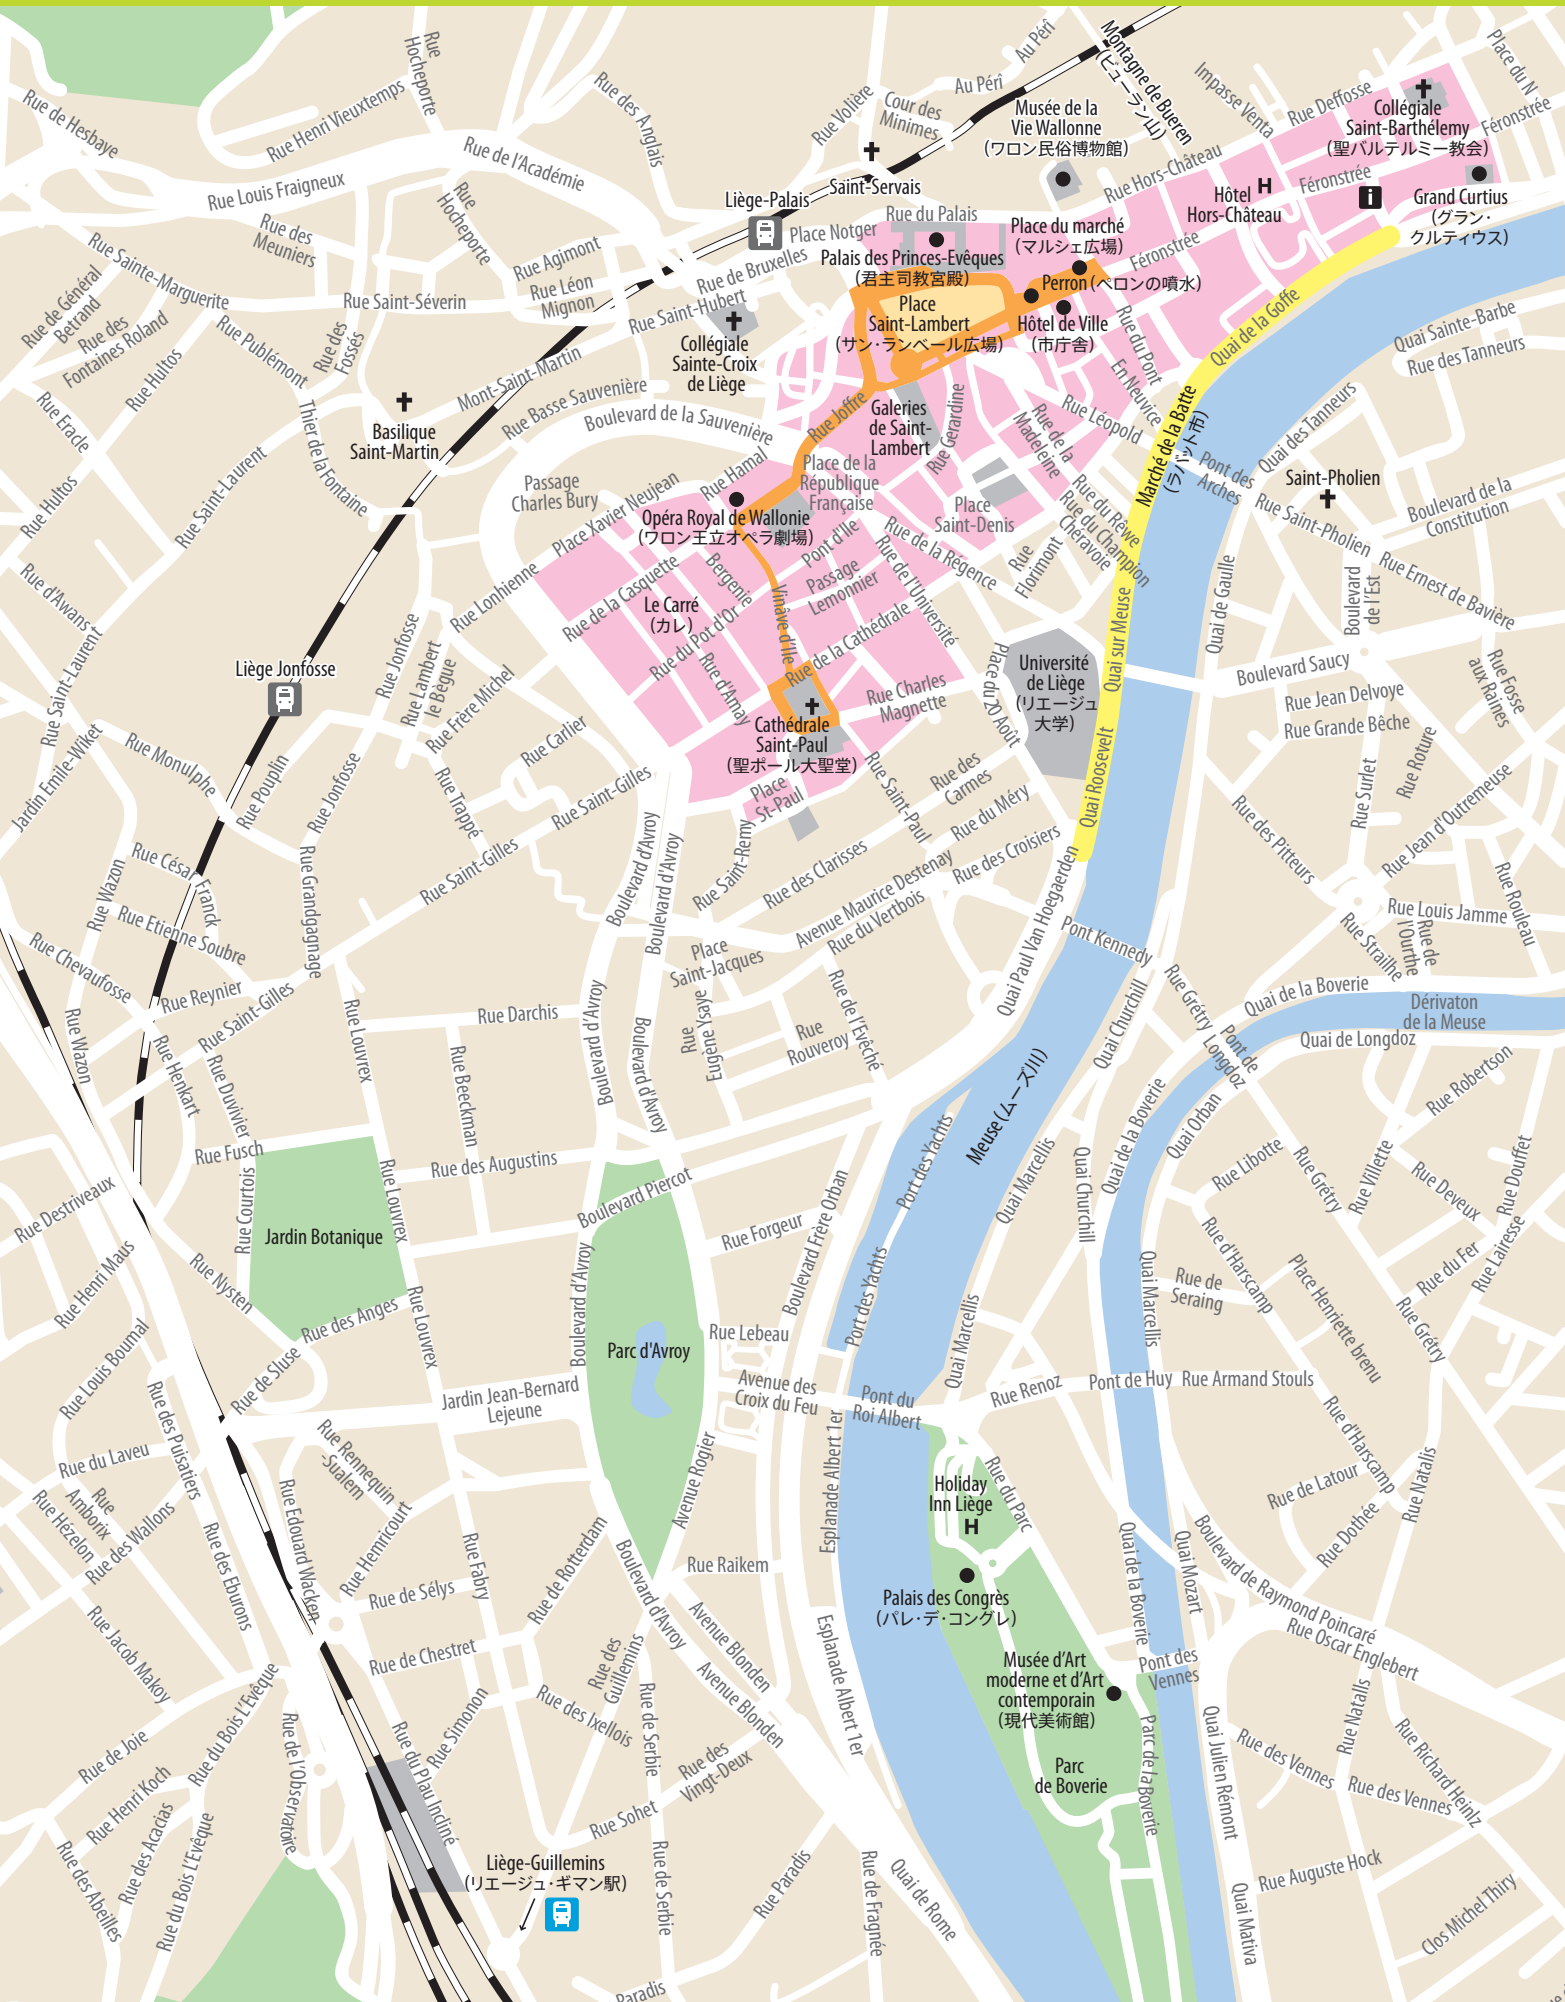 Rue de Hesbaye
Rue Hocheporte
Rue Henri Vieuxtemps
Rue des Anglais
Rue de l'Académie
Rue Louis Fraigneux
Rue Hocheporte
Rue des
Meuniers
Rue Volière
Cour des
Minimes
Au Périi
Au Péri
Montagne de Bueren
(ビューラン山)
Impasse Venta
Rue Deffosse
Place du N
Féronstrée
Musée de la
Vie Wallonne
(ワロン民俗博物館)
Collégiale
Saint-Barthélemy
(聖バルテルミー教会)
Rue Hors-Château
Hôtel
Hors-Château
H
Féronstrée
i
Grand Curtius
(グラン・
クルティウス)
Saint-Servais
Liège-Palais
Place Notger
Rue du Palais
Place du marché
(マルシェ広場)
Palais des Princes-Evêques
(君主司教宮殿)
Perron(ペロンの噴水)
Féronstrée
Hôtel de Ville
(市庁舎)
Place
Saint-Lambert
(サン・ランベール広場)
Rue Sainte-Marguerite
Rue de Général
Betrand
Rue des
Fontaines Roland
Rue Publémont
Rue Saint-Séverin
Rue des
Fossés
Rue Agimont
Rue Léon
Mignon
Rue de Bruxelles
Rue Saint-Hubert
Collégiale
Sainte-Croix
de Liège
Mont-Saint-Martin
Rue Basse Sauvenière
Boulevard de la Sauvenière
Basilique
Saint-Martin
Rue Hultos
Rue Eracle
Rue Hultos
Thier de la Fontaine
Rue Saint-Laurent
Rue d'Awans
Rue Saint-Laurent
Rue Joffre
Galeries
de Saint-
Lambert
Rue Gerardine
Rue du Pont
En Neuvice
Rue Léopold
Rue de la
Madeleine
Quai de la Goffe
Marché de la Batte
(ラバット市)
Quai Sainte-Barbe
Rue des Tanneurs
Quai des Tanneurs
Pont des
Arches
Saint-Pholien
Rue Saint-Pholien
Boulevard de la
Constitution
Rue Ernest de Bavière
Boulevard
de l'Est
Passage
Charles Bury
Place Xavier Neujean
Rue Hamal
Place de la
République
Française
Opéra Royal de Wallonie
(ワロン王立オペラ劇場)
Place
Saint-Denis
Rue du Rêwe
Rue du Champion
Chéravoie
Rue
Florimont
Rue de la Régence
Rue de l'Université
Pont d'Ile
Passage
Lemonnier
Vinâve d'Ile
Bergenie
Rue de la Casquette
Le Carré
(カレ)
Rue du Pot d'Or
Rue d'Amay
Rue de la Cathédrale
Rue Charles
Magnette
Cathédrale
Saint-Paul
(聖ポール大聖堂)
Place
St-Paul
Rue Saint-Paul
Place du 20 Août
Université
de Liège
(リエージュ
大学)
Quai sur Meuse
Quai Roosevelt
Quai de Gaulle
Boulevard Saucy
Rue Jean Delvoye
Rue Grande Bêche
Rue Fosse
aux Raines
Rue Surlet
Rue Roture
Rue des Pitteurs
Rue Jean d'Outremeuse
Rue Louis Jamme
Rue Rouleau
Rue Strailhe
Rue de
l'Ourthe
Liège Jonfosse
Rue Jonfosse
Rue Lonhienne
Rue Lambert
le Bègue
Rue Frère Michel
Rue Carlier
Rue Trappé
Rue Saint-Gilles
Rue Saint-Gilles
Jardin Emile-Wiket
Rue Monulphe
Rue Pouplin
Rue Jonfosse
Rue César Franck
Rue Wazon
Rue Etienne Soubre
Rue Grandgagnage
Rue Chevaufosse
Rue Reynier
Rue Saint-Gilles
Rue Wazon
Rue Henkart
Rue Duvivier
Rue Fusch
Rue Courtois
Rue Louvrex
Rue Darchis
Rue Beeckman
Rue des Augustins
Rue Louvrex
Rue Louvrex
Boulevard d'Avroy
Boulevard d'Avroy
Boulevard d'Avroy
Boulevard d'Avroy
Rue Saint-Remy
Rue des Clarisses
Rue des
Carmes
Rue du Méry
Rue des Croisiers
Avenue Maurice Destenay
Rue du Vertbois
Place
Saint-Jacques
Rue
Eugène Ysaye
Rue
Rouveroy
Rue de l'Evêché
Quai Paul Van Hoegaerden
Pont Kennedy
Quai Churchill
Rue Grétry
Pont de
Longdoz
Quai de la Boverie
Dérivaton
de la Meuse
Quai de Longdoz
Rue Robertson
Meuse(ムーズ川)
Port des Yachts
Port des Yachts
Quai Marcellis
Quai Churchill
Quai de la Boverie
Quai Orban
Rue Libotte
Rue Grétry
Rue Villette
Rue Deveux
Rue Douffet
Rue Lairesse
Rue du Fer
Rue d'Harscamp
Place Henriette brenu
Rue Grétry
Rue de
Seraing
Quai Marcellis
Quai Marcellis
Rue Destriveaux
Rue Henri Maus
Rue Nysten
Jardin Botanique
Rue des Anges
Rue de Sluse
Rue Louis Boumal
Rue des Puisatiers
Boulevard Piercot
Boulevard d'Avroy
Parc d'Avroy
Rue Forgeur
Boulevard Frère Orban
Rue Lebeau
Avenue des
Croix du Feu
Pont du
Roi Albert
Rue Renoz
Pont de Huy
Rue Armand Stouls
Rue d'Harscamp
Rue Natalis
Rue de Latour
Rue Dothée
Jardin Jean-Bernard
Lejeune
Rue Rennequin
-Sualem
Rue Hemricourt
Rue Edouard Wacken
Rue du Laveu
Rue
Amborix
Rue Hézelon
Rue des Wallons
Rue des Eburons
Rue Jacob Makoy
Rue Fabry
Rue de Sélys
Rue de Rotterdam
Rue de Chestret
Avenue Rogier
Boulevard d'Avroy
Rue Raikem
Avenue Blonden
Avenue Blonden
Esplanade Albert 1er
Esplanade Albert 1er
Holiday
Inn Liège
H
Rue du Parc
Palais des Congrès
(パレ・デ・コングレ)
Musée d'Art
moderne et d'Art
contemporain
(現代美術館)
Parc
de Boverie
Parc de la Boverie
Quai de la Boverie
Quai Mozart
Boulevard de Raymond Poincaré
Rue Oscar Englebert
Pont des
Vennes
Quai Julien Rémont
Rue des Vennes
Rue des Vennes
Rue Natalis
Rue Richard Heinlz
Rue Auguste Hock
Clos Michel Thiry
Quai Mativa
Rue de Joie
Rue du Bois L'Evêque
Rue Henri Koch
Rue des Acacias
Rue du Bois L'Evêque
Rue des Abeilles
Rue de l'Observatoire
Rue du Plau Incliné
Rue Simonon
Rue des
Guillemins
Rue des Ixellois
Rue de Serbie
Rue des
Vingt-Deux
Rue Sohet
Liège-Guillemins
(リエージュ・ギマン駅)
Rue de Serbie
Rue Paradis
Paradis
Rue de Fragnée
Quai de Rome